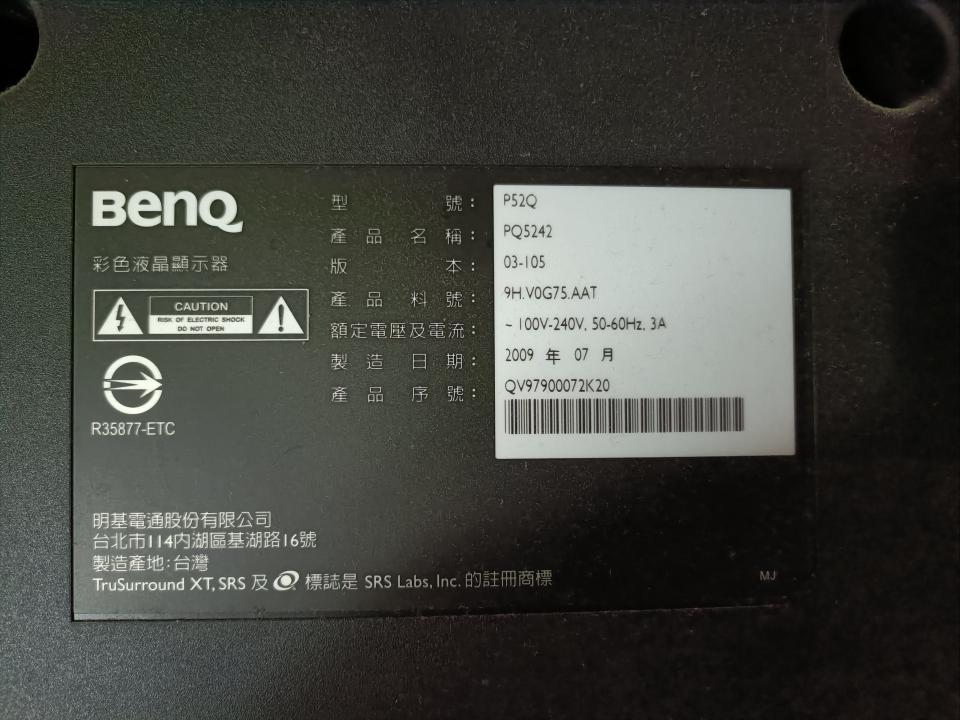 BenQ
彩色液晶顯示器
CAUTION
RISK OF ELECTRIC SHOCK
DO NOT OPEN
R35877-ETC
型號： P52Q
產品名稱： PQ5242
版本： 03-105
產品料號： 9H.V0G75.AAT
額定電壓及電流： ~ 100V-240V, 50-60Hz, 3A
製造日期： 2009 年 07 月
產品序號： QV97900072K20
明基電通股份有限公司
台北市114內湖區基湖路16號
製造產地：台灣
TruSurround XT, SRS 及 標誌是 SRS Labs, Inc. 的註冊商標
MJ